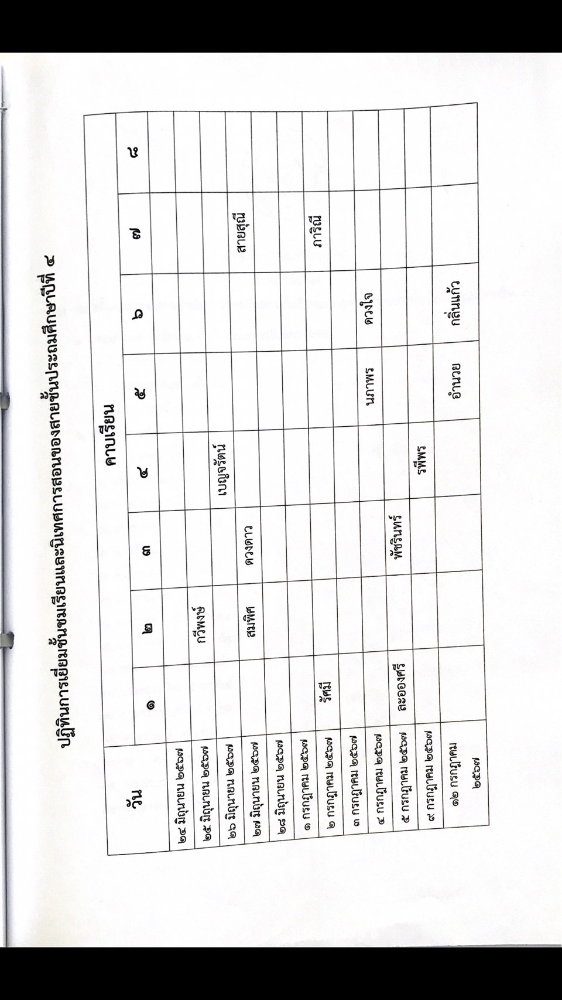 ปฏิทินการเยี่ยมชั้นชมเรียนและนิเทศการสอนของสายชั้นประถมศึกษาปีที่ ๔
วัน คาบเรียน
๑ ๒ ๓ ๔ ๕ ๖ ๗ ๘
๒๔ มิถุนายน ๒๕๖๗
๒๕ มิถุนายน ๒๕๖๗ กวีพงษ์
๒๖ มิถุนายน ๒๕๖๗ เบญจรัตน์
๒๗ มิถุนายน ๒๕๖๗ สมพิศ ดวงดาว สายสุณี
๒๘ มิถุนายน ๒๕๖๗
๑ กรกฎาคม ๒๕๖๗
๒ กรกฎาคม ๒๕๖๗ รัศมี ภาริณี
๓ กรกฎาคม ๒๕๖๗
๔ กรกฎาคม ๒๕๖๗ นภาพร ดวงใจ
๕ กรกฎาคม ๒๕๖๗ ละอองศรี พัชรินทร์
๙ กรกฎาคม ๒๕๖๗ รพีพร
๑๒ กรกฎาคม อำนวย กลิ่นแก้ว
๒๕๖๗